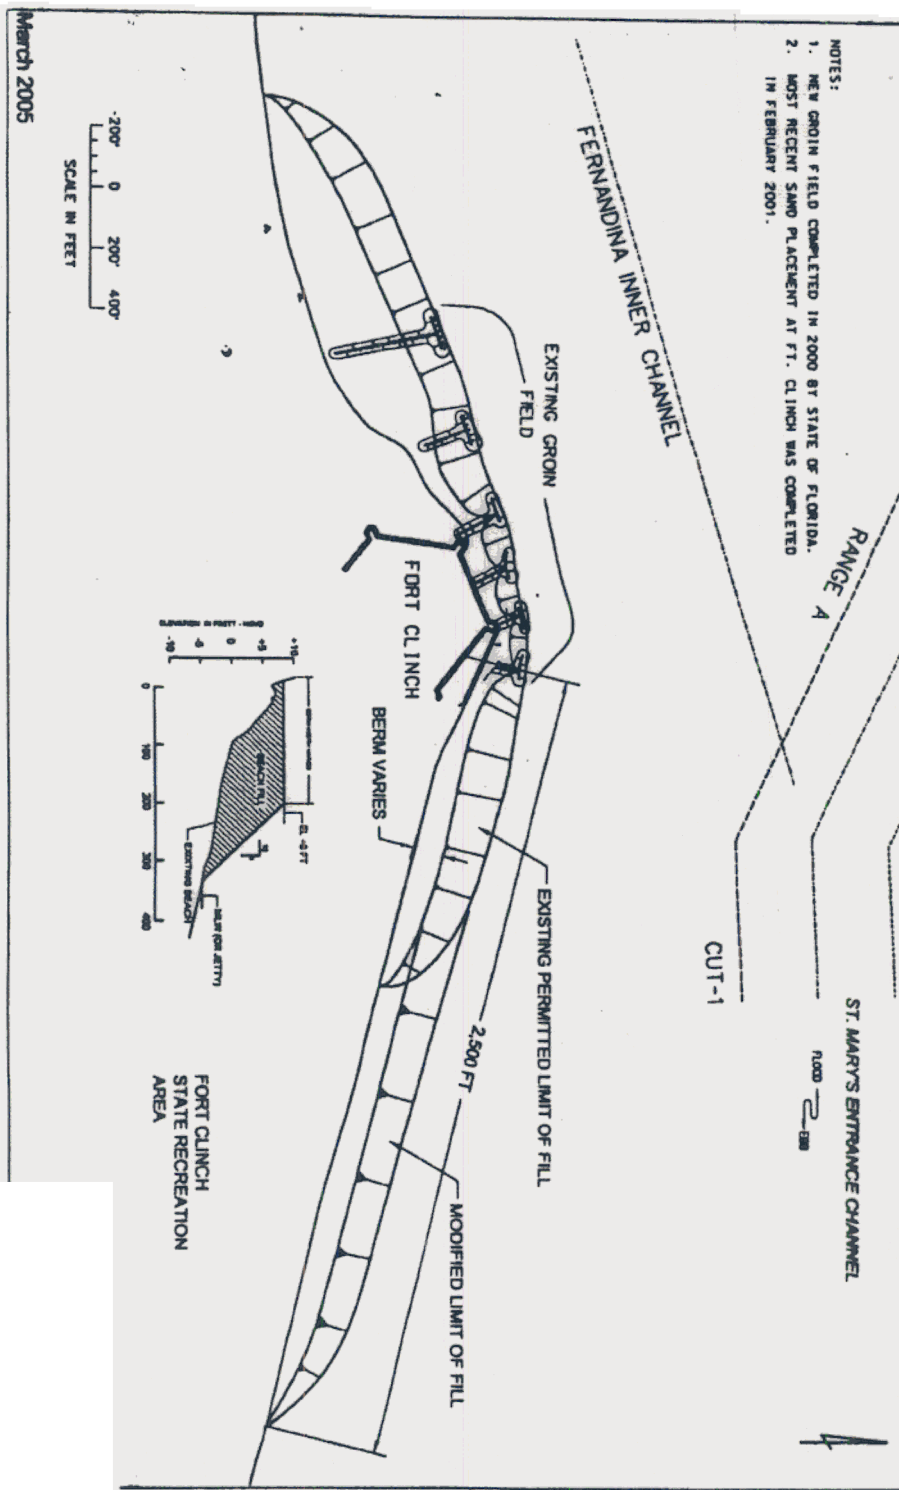 NOTES:
1. NEW GROIN FIELD COMPLETED IN 2000 BY STATE OF FLORIDA.
2. MOST RECENT SAND PLACEMENT AT FT. CLINCH WAS COMPLETED
IN FEBRUARY 2001.
RANGE A
ST. MARY'S ENTRANCE CHANNEL
FLOOD
EBB
CUT-1
FERNANDINA INNER CHANNEL
EXISTING GROIN
FIELD
EXISTING PERMITTED LIMIT OF FILL
MODIFIED LIMIT OF FILL
2,500 FT
FORT CLINCH
BERM VARIES
-200' 0 200' 400'
SCALE IN FEET
+10
+5
0
-5
-10
BEACH FILL
EXISTING BEACH
0 100 200 300 400
FORT CLINCH
STATE RECREATION
AREA
March 2005